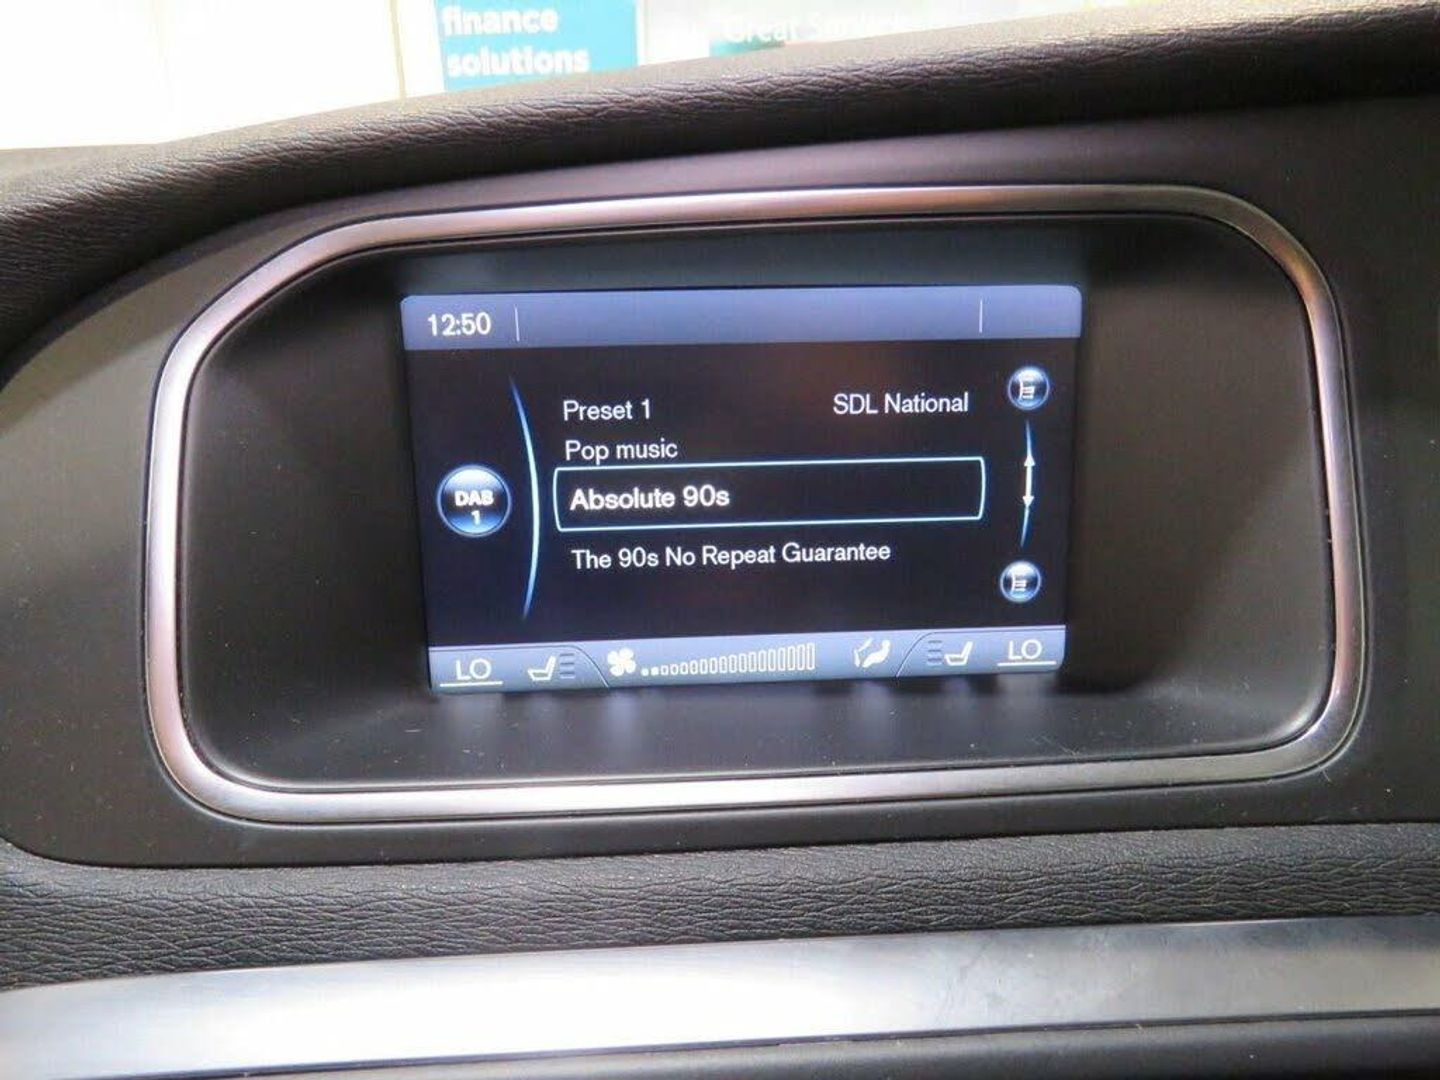 finance
solutions
Great
12:50
Preset 1 SDL National
Pop music
DAB
1
Absolute 90s
The 90s No Repeat Guarantee
LO LO